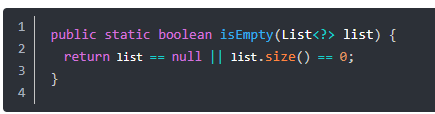 1 public static boolean isEmpty(List<?> list) {
2 return list == null || list.size() == 0;
3 }
4